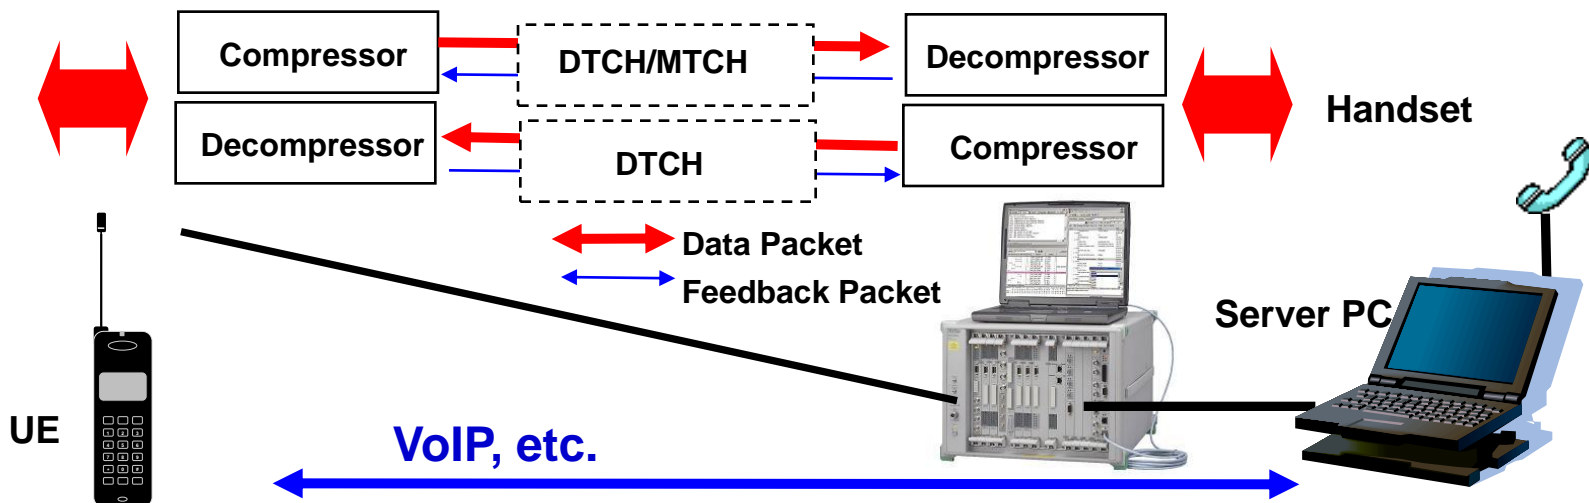 Compressor
DTCH/MTCH
Decompressor
Handset
Decompressor
DTCH
Compressor
Data Packet
Feedback Packet
Server PC
UE
VoIP, etc.